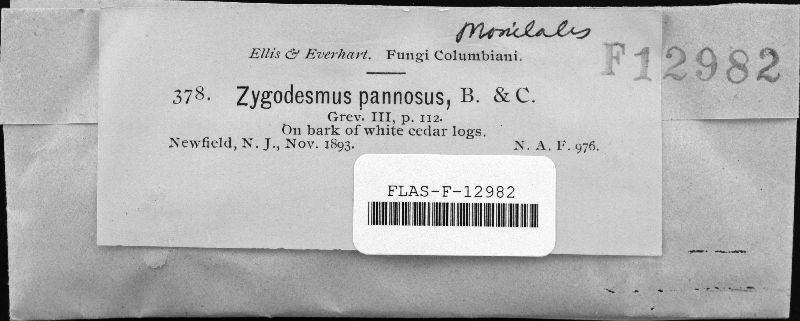 Monilales
Ellis & Everhart. Fungi Columbiani.
F12982
378. Zygodesmus pannosus, B. & C.
Grev. III, p. 112.
On bark of white cedar logs.
Newfield, N. J., Nov. 1893. N. A. F. 976.
FLAS-F-12982